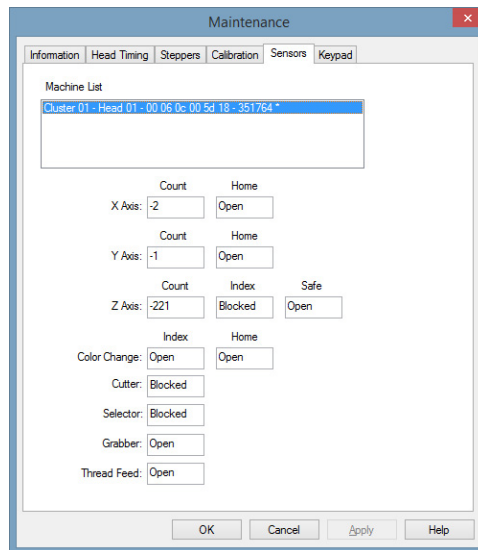 Maintenance
Information Head Timing Steppers Calibration Sensors Keypad
Machine List
Cluster 01 - Head 01 - 00 06 0c 00 5d 18 - 351764 *
Count Home
X Axis: -2 Open
Count Home
Y Axis: -1 Open
Count Index Safe
Z Axis: -221 Blocked Open
Index Home
Color Change: Open Open
Cutter: Blocked
Selector: Blocked
Grabber: Open
Thread Feed: Open
OK Cancel Apply Help